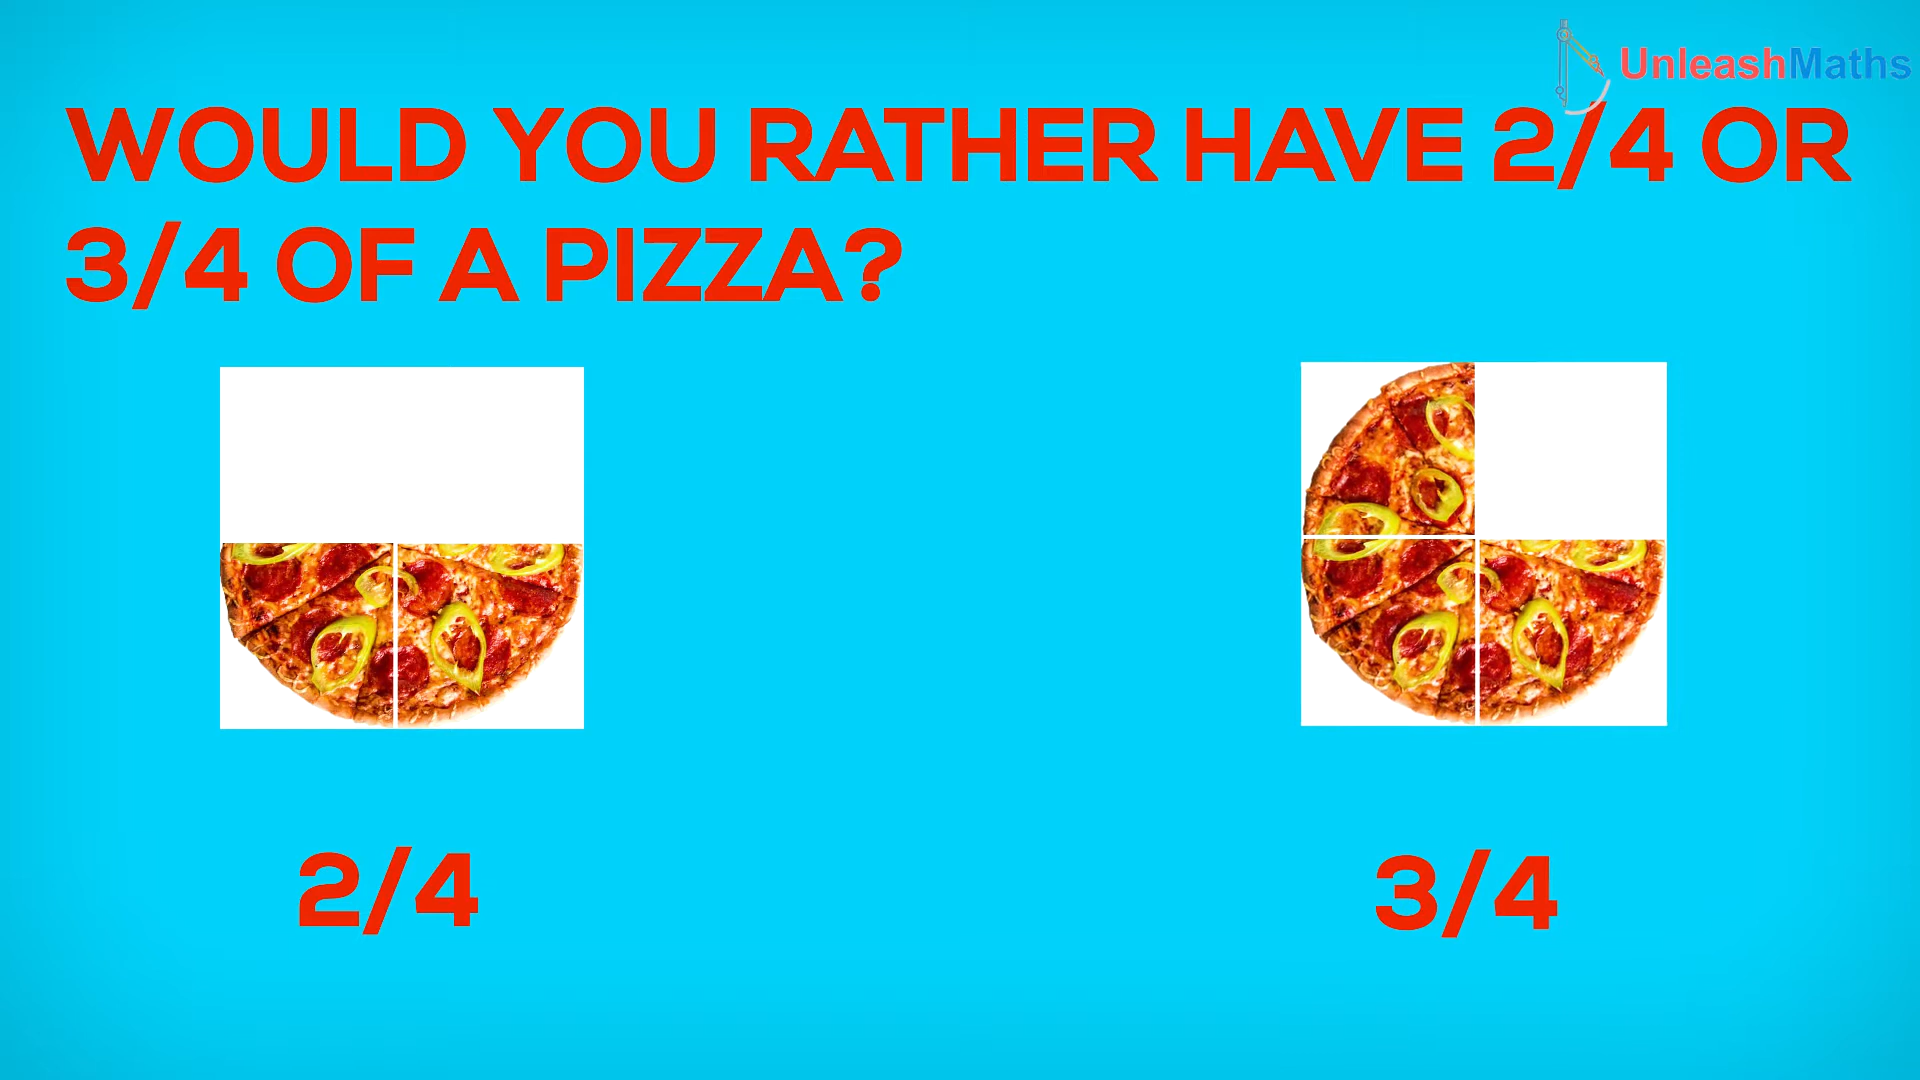 UnleashMaths
WOULD YOU RATHER HAVE 2/4 OR
3/4 OF A PIZZA?
2/4
3/4